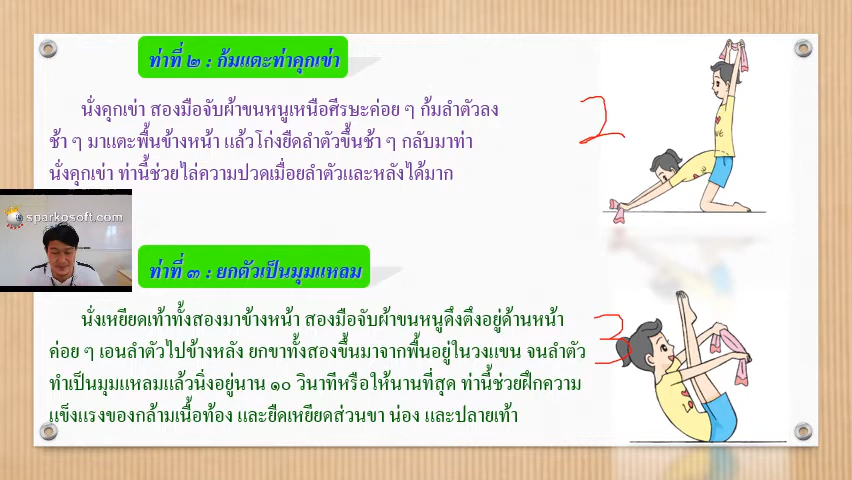 ท่าที่ ๒ : ก้มแตะท่าคุกเข่า
นั่งคุกเข่า สองมือจับผ้าขนหนูเหนือศีรษะค่อย ๆ ก้มลำตัวลง
ช้า ๆ มาแตะพื้นข้างหน้า แล้วโก่งยืดลำตัวขึ้นช้า ๆ กลับมาท่า
นั่งคุกเข่า ท่านี้ช่วยไล่ความปวดเมื่อยลำตัวและหลังได้มาก
2
sparkosoft.com
ท่าที่ ๓ : ยกตัวเป็นมุมแหลม
นั่งเหยียดเท้าทั้งสองมาข้างหน้า สองมือจับผ้าขนหนูดึงตึงอยู่ด้านหน้า
ค่อย ๆ เอนลำตัวไปข้างหลัง ยกขาทั้งสองขึ้นมาจากพื้นอยู่ในวงแขน จนลำตัว
ทำเป็นมุมแหลมแล้วนิ่งอยู่นาน ๑๐ วินาทีหรือให้นานที่สุด ท่านี้ช่วยฝึกความ
แข็งแรงของกล้ามเนื้อท้อง และยืดเหยียดส่วนขา น่อง และปลายเท้า
3